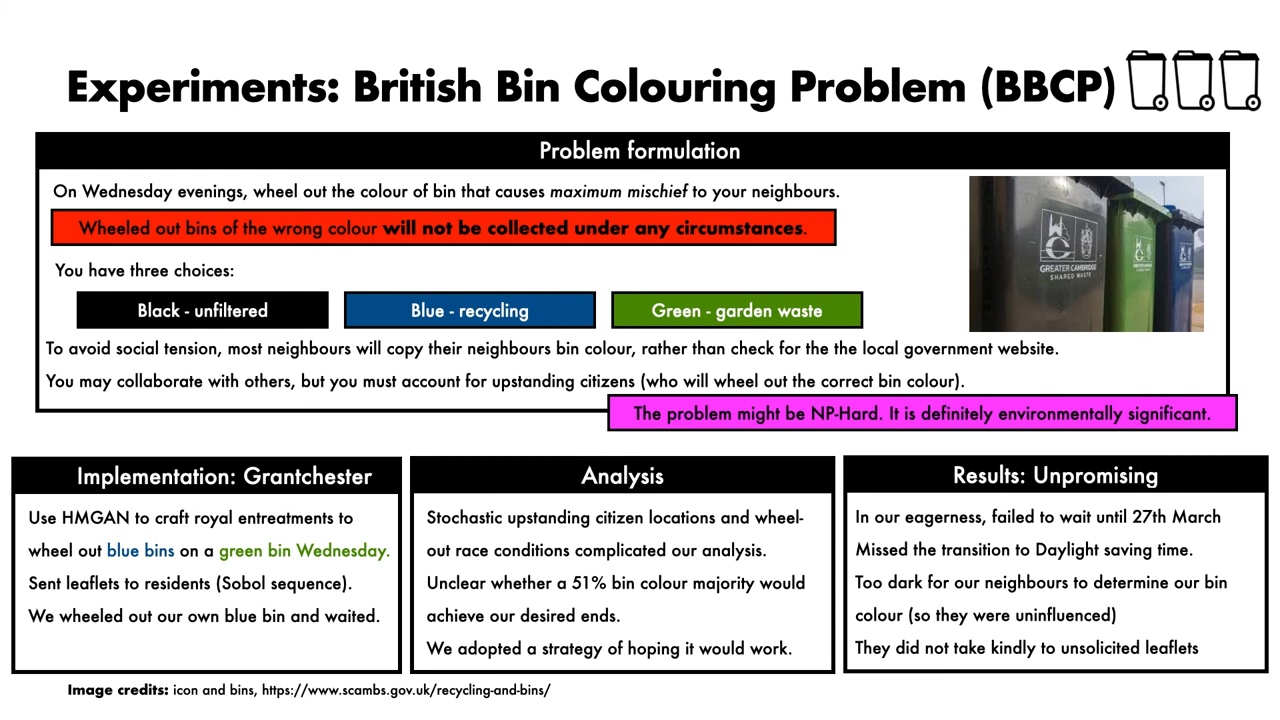 Experiments: British Bin Colouring Problem (BBCP)
Problem formulation
On Wednesday evenings, wheel out the colour of bin that causes maximum mischief to your neighbours.
Wheeled out bins of the wrong colour will not be collected under any circumstances.
You have three choices:
Black - unfiltered
Blue - recycling
Green - garden waste
GREATER CAMBRIDGE
SHARED WASTE
To avoid social tension, most neighbours will copy their neighbours bin colour, rather than check for the the local government website.
You may collaborate with others, but you must account for upstanding citizens (who will wheel out the correct bin colour).
The problem might be NP-Hard. It is definitely environmentally significant.
Implementation: Grantchester
Use HMGAN to craft royal entreatments to
wheel out blue bins on a green bin Wednesday.
Sent leaflets to residents (Sobol sequence).
We wheeled out our own blue bin and waited.
Analysis
Stochastic upstanding citizen locations and wheel-
out race conditions complicated our analysis.
Unclear whether a 51% bin colour majority would
achieve our desired ends.
We adopted a strategy of hoping it would work.
Results: Unpromising
In our eagerness, failed to wait until 27th March
Missed the transition to Daylight saving time.
Too dark for our neighbours to determine our bin
colour (so they were uninfluenced)
They did not take kindly to unsolicited leaflets
Image credits: icon and bins, https://www.scambs.gov.uk/recycling-and-bins/